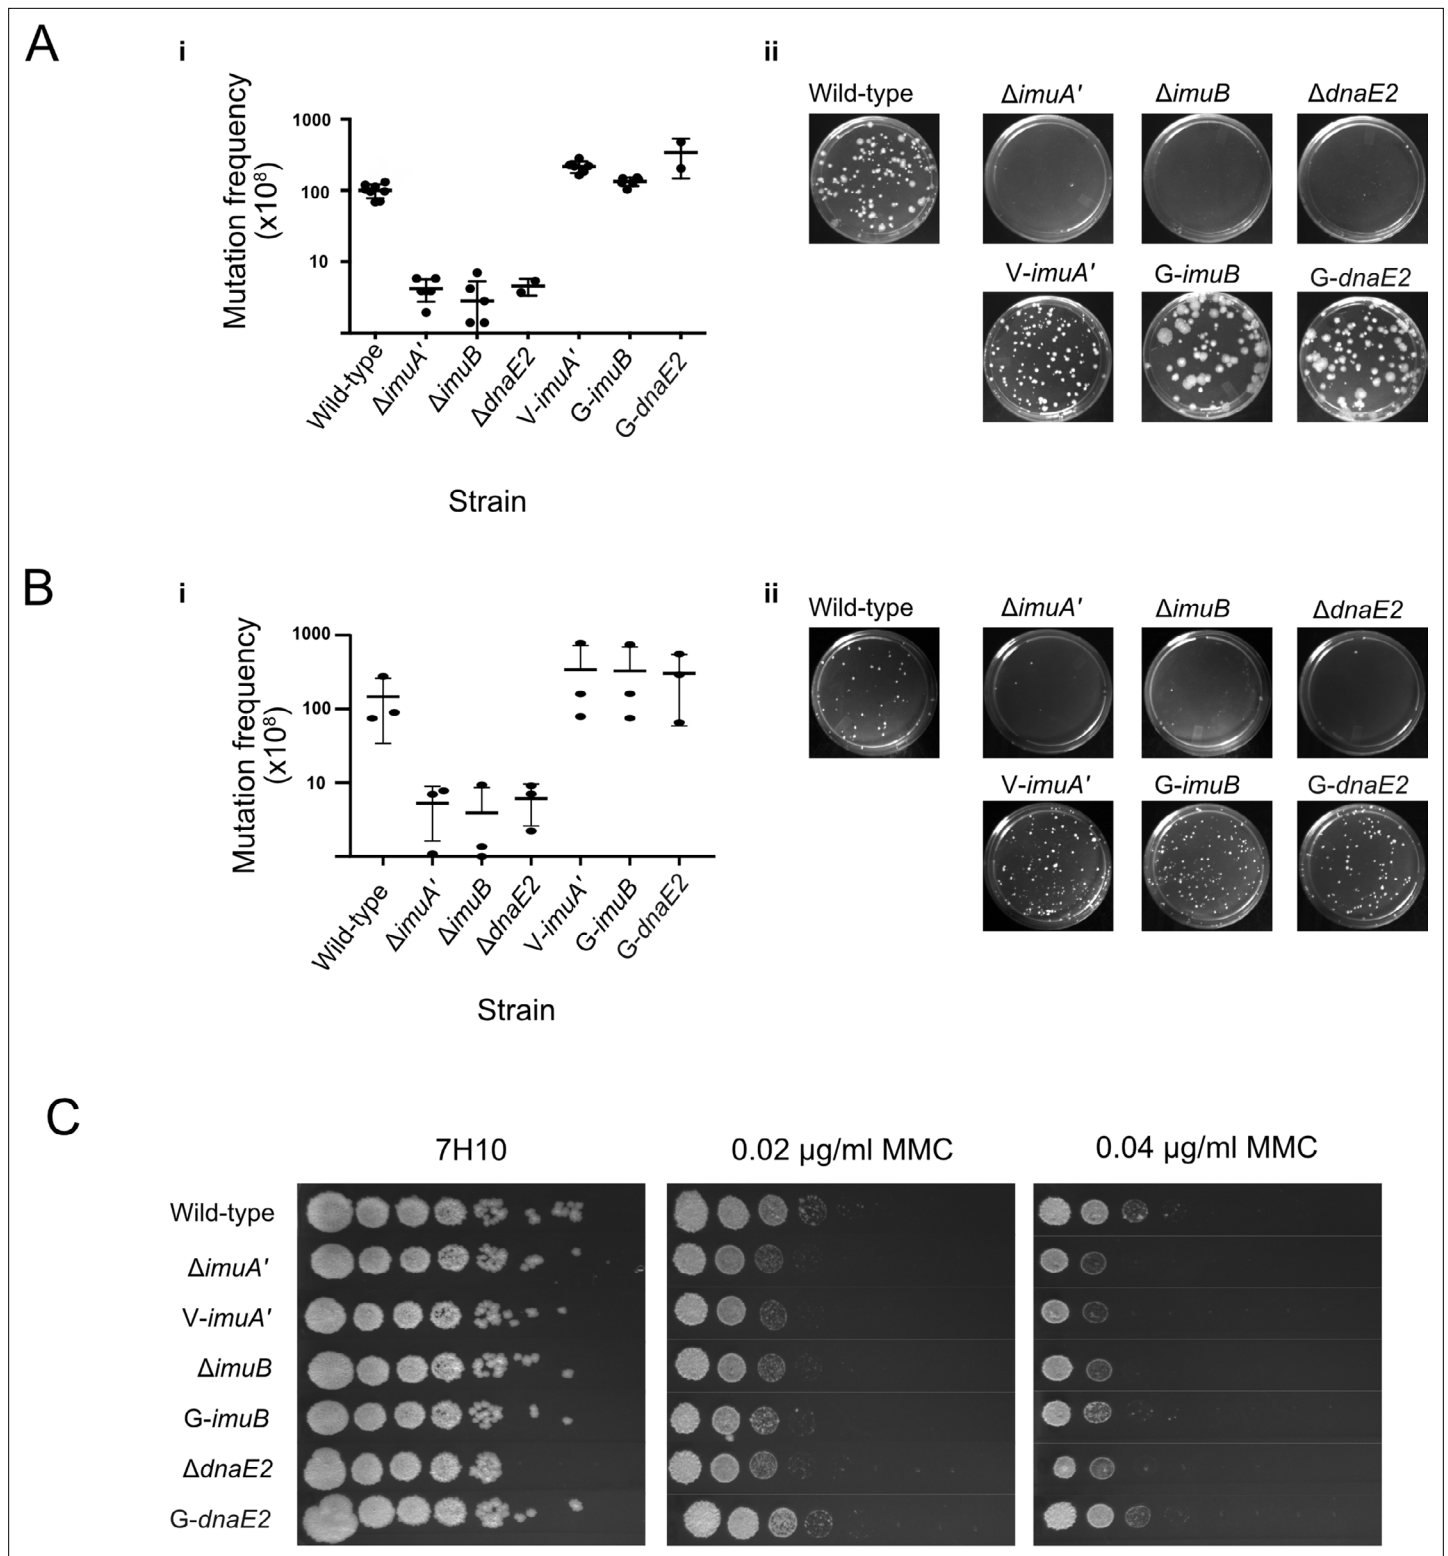 A
i
ii
Mutation frequency
(x10⁸)
1000
100
10
Wild-type
ΔimuA′
ΔimuB
ΔdnaE2
V-imuA′
G-imuB
G-dnaE2
Strain
Wild-type
ΔimuA′
ΔimuB
ΔdnaE2
V-imuA′
G-imuB
G-dnaE2
B
i
ii
Mutation frequency
(x10⁸)
1000
100
10
Wild-type
ΔimuA′
ΔimuB
ΔdnaE2
V-imuA′
G-imuB
G-dnaE2
Strain
Wild-type
ΔimuA′
ΔimuB
ΔdnaE2
V-imuA′
G-imuB
G-dnaE2
C
7H10
0.02 µg/ml MMC
0.04 µg/ml MMC
Wild-type
ΔimuA′
V-imuA′
ΔimuB
G-imuB
ΔdnaE2
G-dnaE2